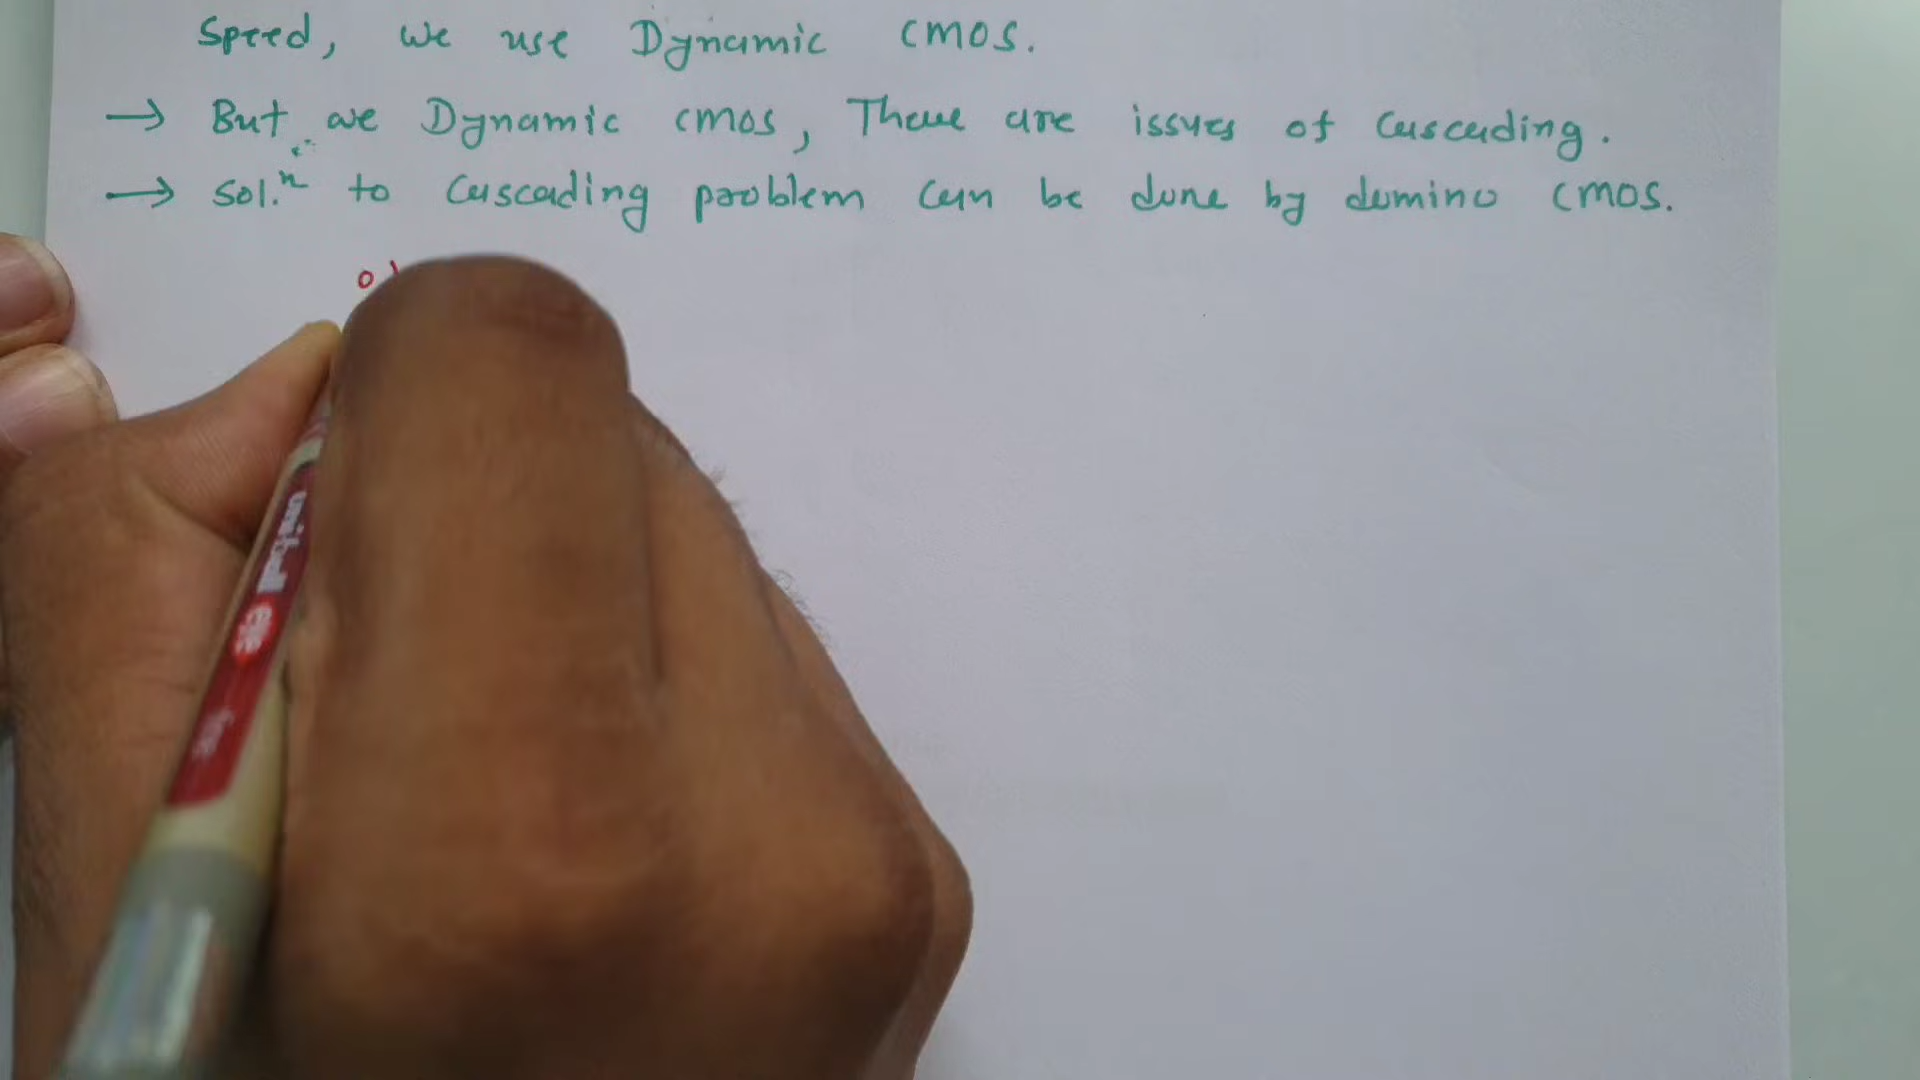 Speed, we use Dynamic CMOS.
→ But we Dynamic CMOS, There are issues of Cascading.
→ Sol.n to Cascading problem can be done by domino CMOS.
uni